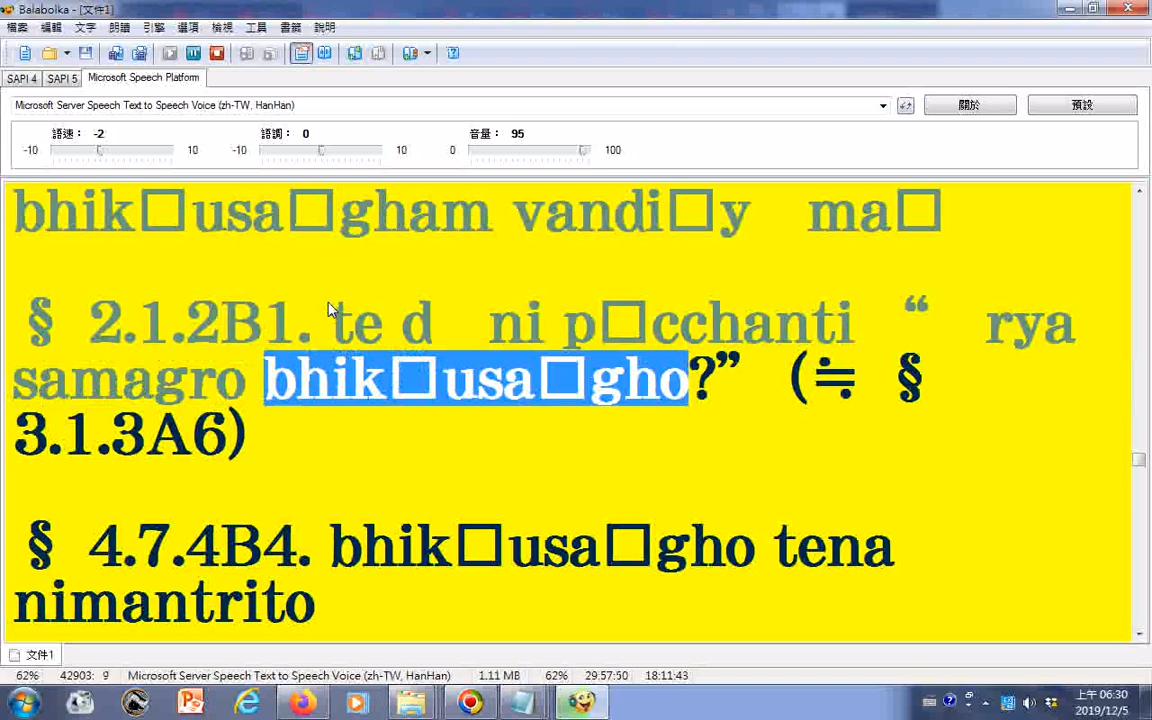 Balabolka - [文件1]
檔案 編輯 文字 朗讀 引擎 選項 檢視 工具 書籤 說明
SAPI 4 SAPI 5 Microsoft Speech Platform
Microsoft Server Speech Text to Speech Voice (zh-TW, HanHan) 關於 預設
語速： -2 語調： 0 音量： 95
-10 10 -10 10 0 100
bhik□usa□gham vandi□y ma□
§ 2.1.2B1. te d ni p□cchanti “ rya
samagro bhik□usa□gho?” (≒ §
3.1.3A6)
§ 4.7.4B4. bhik□usa□gho tena
nimantrito
文件1
62% 42903: 9 Microsoft Server Speech Text to Speech Voice (zh-TW, HanHan) 1.11 MB 62% 29:57:50 18:11:43
上午 06:30
2019/12/5